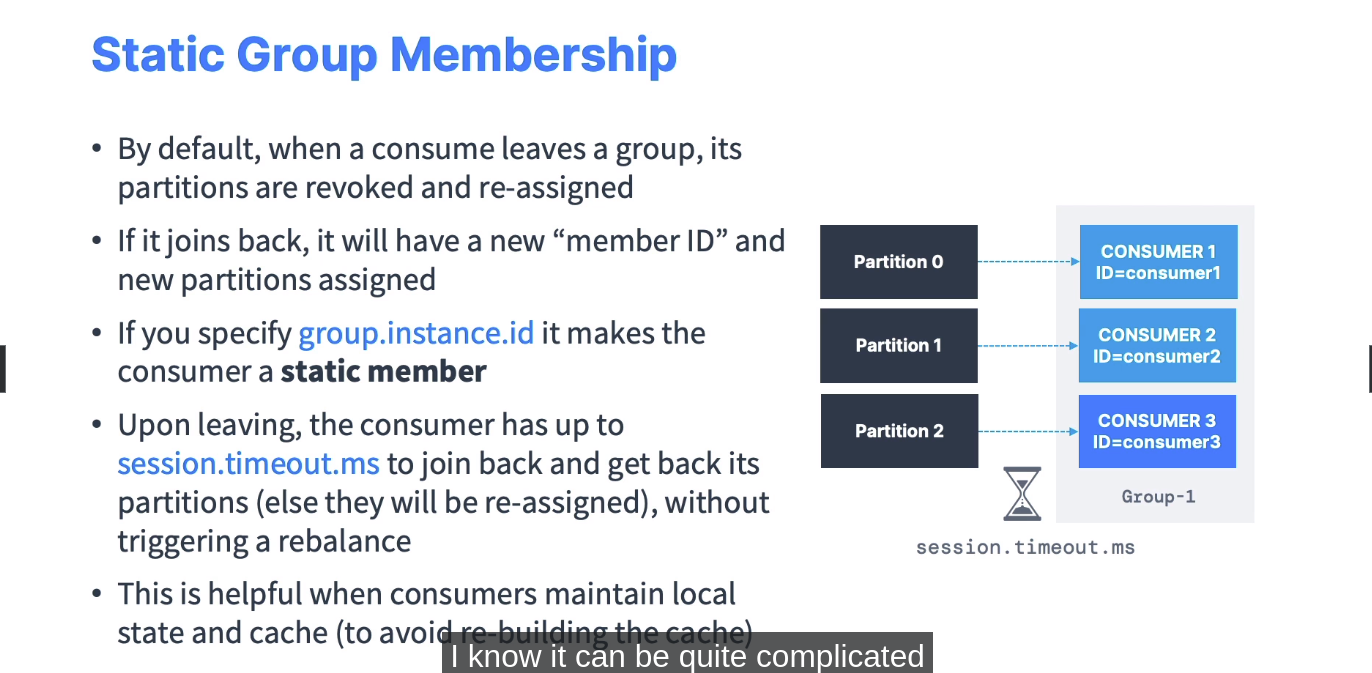 Static Group Membership
• By default, when a consume leaves a group, its
partitions are revoked and re-assigned
• If it joins back, it will have a new “member ID” and
new partitions assigned
• If you specify group.instance.id it makes the
consumer a static member
• Upon leaving, the consumer has up to
session.timeout.ms to join back and get back its
partitions (else they will be re-assigned), without
triggering a rebalance
• This is helpful when consumers maintain local
state and cache (to avoid re-building the cache)
Partition 0
CONSUMER 1
ID=consumer1
Partition 1
CONSUMER 2
ID=consumer2
Partition 2
CONSUMER 3
ID=consumer3
Group-1
session.timeout.ms
I know it can be quite complicated